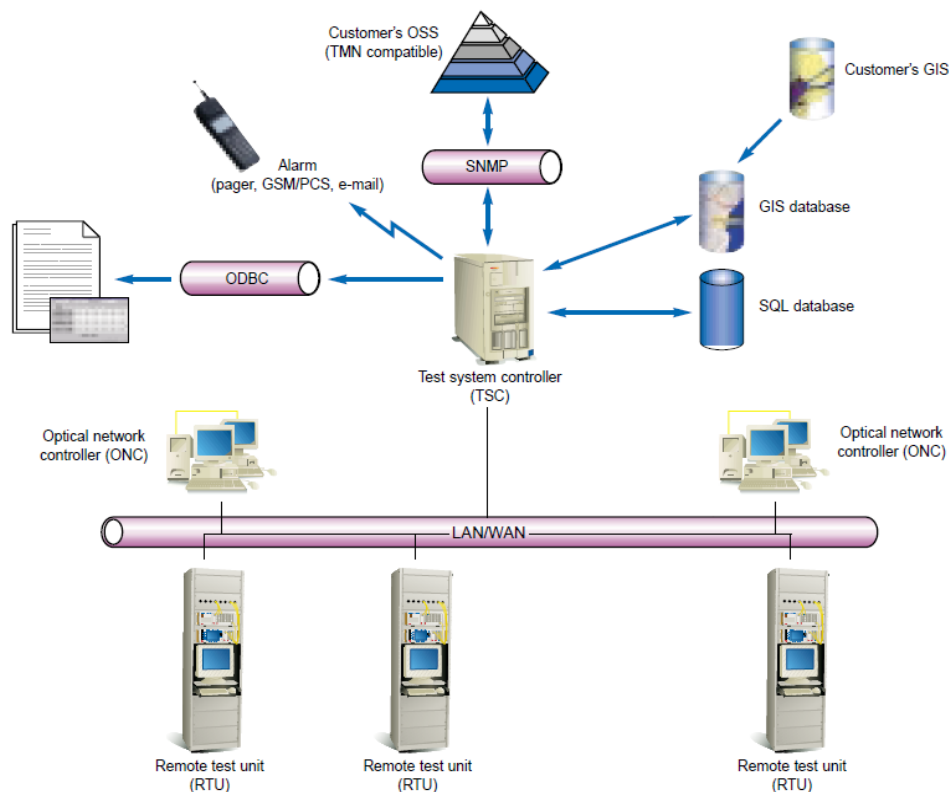 Customer's OSS
(TMN compatible)
Customer's GIS
SNMP
Alarm
(pager, GSM/PCS, e-mail)
GIS database
ODBC
SQL database
Test system controller
(TSC)
Optical network
controller (ONC)
Optical network
controller (ONC)
LAN/WAN
Remote test unit
(RTU)
Remote test unit
(RTU)
Remote test unit
(RTU)